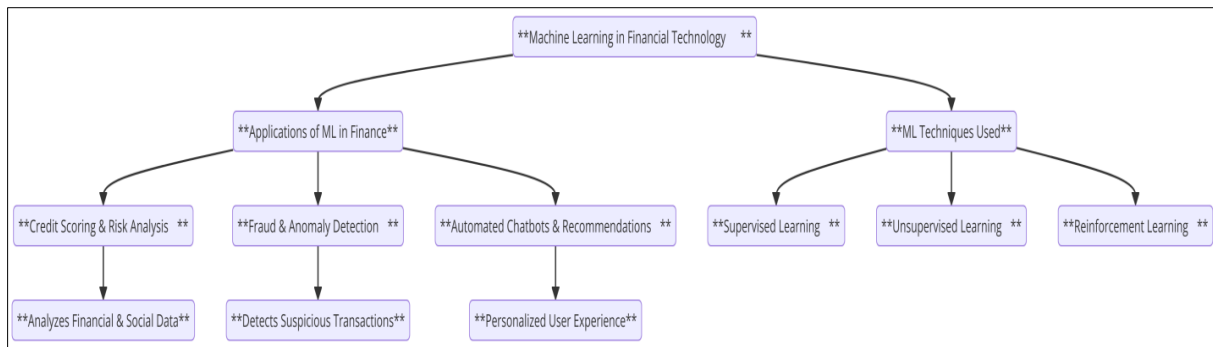 **Machine Learning in Financial Technology **
**Applications of ML in Finance**
**ML Techniques Used**
**Credit Scoring & Risk Analysis **
**Fraud & Anomaly Detection **
**Automated Chatbots & Recommendations **
**Supervised Learning **
**Unsupervised Learning **
**Reinforcement Learning **
**Analyzes Financial & Social Data**
**Detects Suspicious Transactions**
**Personalized User Experience**